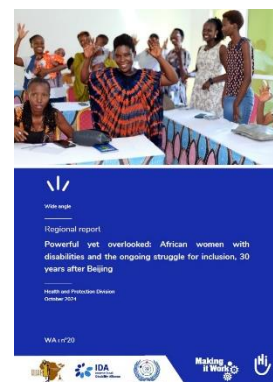 Wide angle
Regional report
Powerful yet overlooked: African women with
disabilities and the ongoing struggle for inclusion, 30
years after Beijing
Health and Protection Division
October 2024
WA : n°20
IDA
Making
it Work